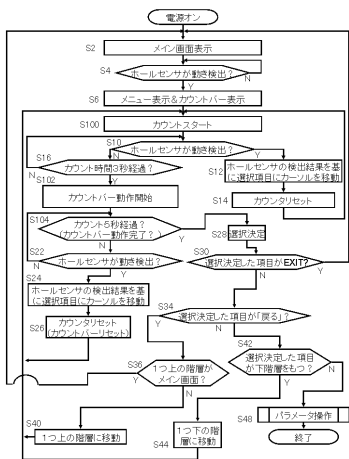 電源オン
S2
メイン画面表示
S4
ホールセンサが動き検出?
N
Y
S6
メニュー表示&カウントバー表示
S100
カウントスタート
S10
ホールセンサが動き検出?
S16
N
Y
カウント時間3秒経過?
S12
ホールセンサの検出結果を基
に選択項目にカーソルを移動
N
S102
Y
カウントバー動作開始
S14
カウンタリセット
S104
カウント5秒経過?
(カウントバー動作完了?)
Y
S28
選択決定
S22
N
S30
ホールセンサが動き検出?
選択決定した項目がEXIT?
Y
N
S24
Y
N
ホールセンサの検出結果を基
に選択項目にカーソルを移動
S34
選択決定した項目が「戻る」?
S26
カウンタリセット
(カウントバーリセット)
Y
N
S42
S36
1つ上の階層が
メイン画面?
選択決定した項目
が下階層をもつ?
Y
N
Y
N
S40
1つ上の階層に移動
S44
1つ下の階
層に移動
S48
パラメータ操作
終了